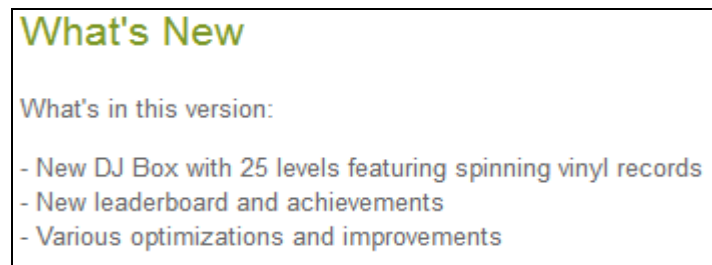 What's New
What's in this version:
- New DJ Box with 25 levels featuring spinning vinyl records
- New leaderboard and achievements
- Various optimizations and improvements